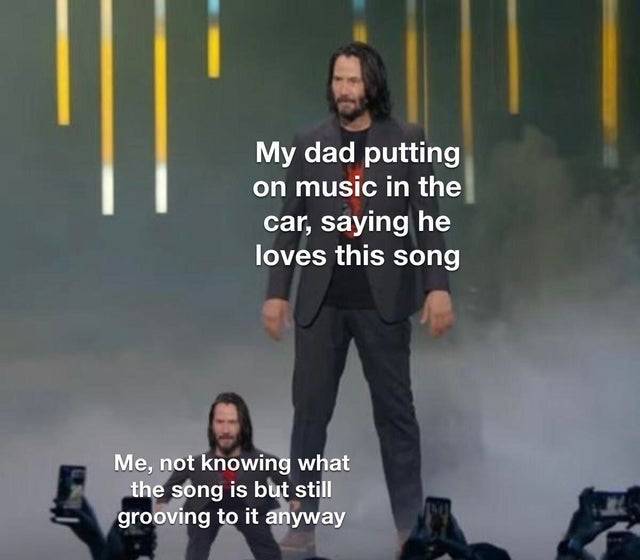 My dad putting
on music in the
car, saying he
loves this song
Me, not knowing what
the song is but still
grooving to it anyway